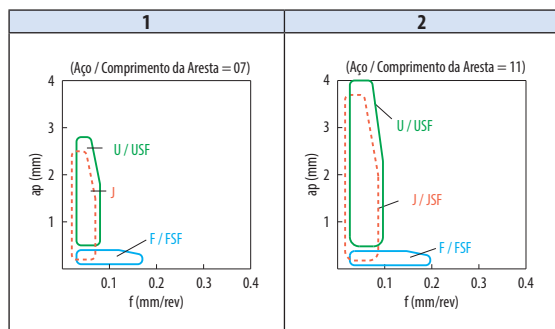 1
2
(Aço / Comprimento da Aresta = 07)
4
3
2
1
ap (mm)
U / USF
J
F / FSF
0.1
0.2
0.3
0.4
f (mm/rev)
(Aço / Comprimento da Aresta = 11)
4
3
2
1
ap (mm)
U / USF
J / JSF
F / FSF
0.1
0.2
0.3
0.4
f (mm/rev)